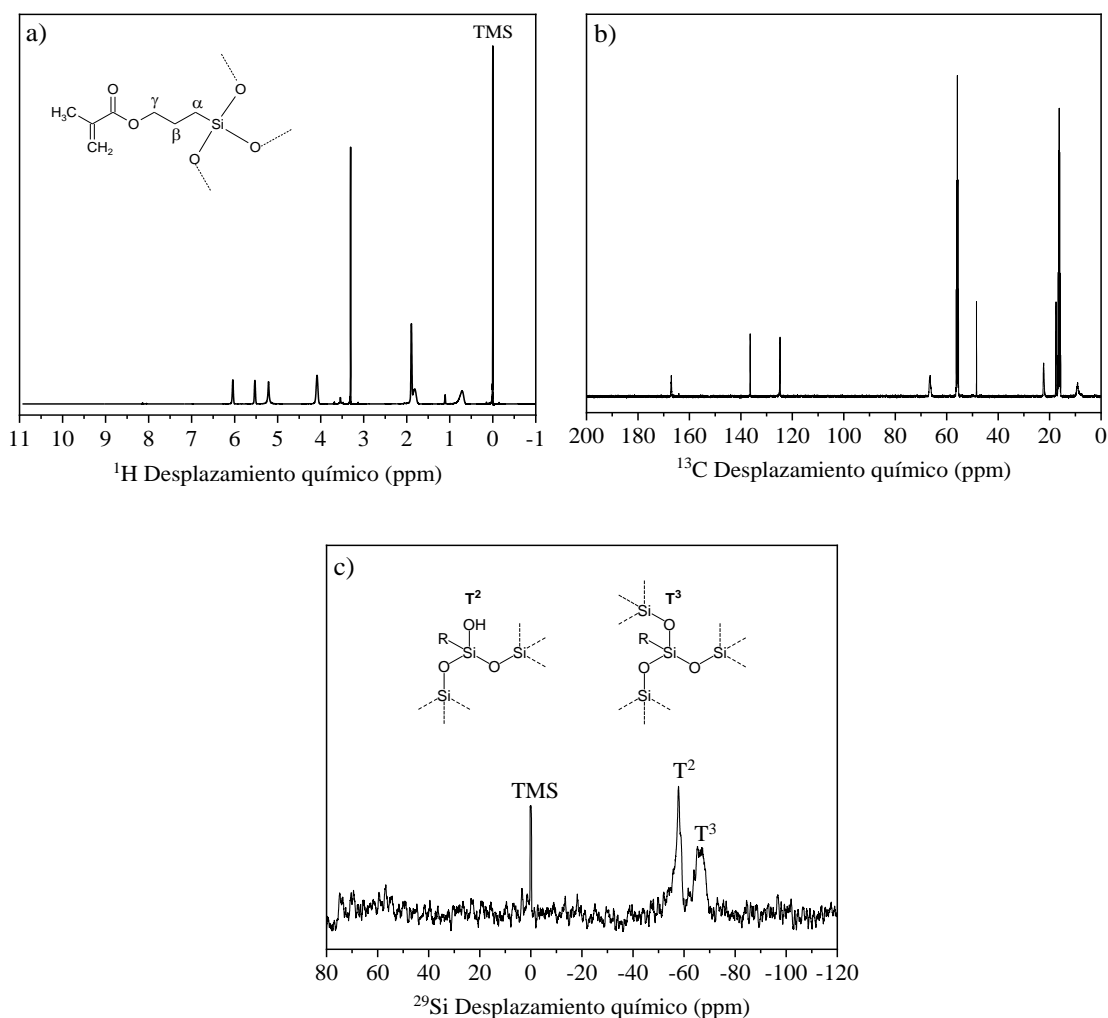 a)
TMS
O
O
γ
α
H₃C
O
β
Si
O
CH₂
O
11 10 9 8 7 6 5 4 3 2 1 0 -1
¹H Desplazamiento químico (ppm)
b)
200 180 160 140 120 100 80 60 40 20 0
¹³C Desplazamiento químico (ppm)
c)
T² T³
Si
OH O
R R
Si Si Si Si
O O O O
Si Si
T²
TMS
T³
80 60 40 20 0 -20 -40 -60 -80 -100 -120
²⁹Si Desplazamiento químico (ppm)